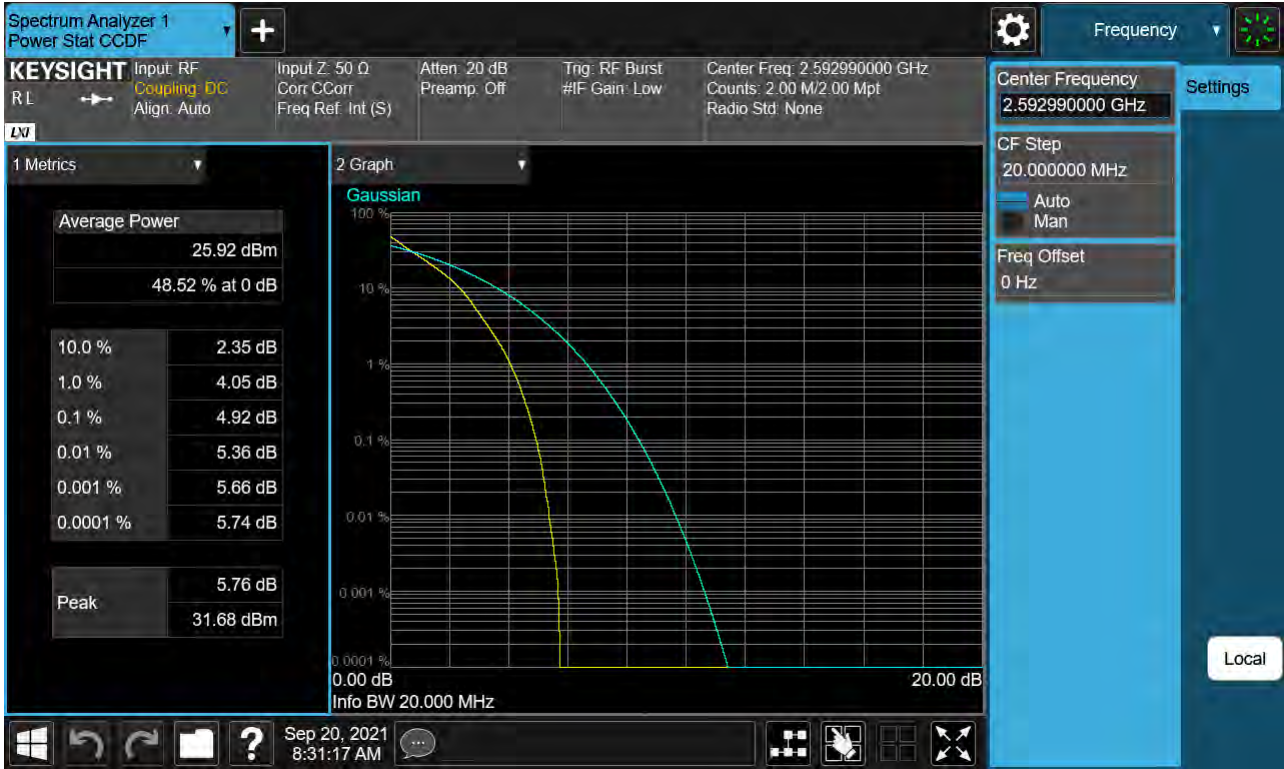 Spectrum Analyzer 1
Power Stat CCDF
Frequency
KEYSIGHT
R L
LXI
Input: RF
Coupling: DC
Align: Auto
Input Z: 50 Ω
Corr CCorr
Freq Ref: Int (S)
Atten: 20 dB
Preamp: Off
Trig: RF Burst
#IF Gain: Low
Center Freq: 2.592990000 GHz
Counts: 2.00 M/2.00 Mpt
Radio Std: None
Center Frequency
2.592990000 GHz
Settings
CF Step
20.000000 MHz
Auto
Man
Freq Offset
0 Hz
1 Metrics
Average Power
25.92 dBm
48.52 % at 0 dB
10.0 % 2.35 dB
1.0 % 4.05 dB
0.1 % 4.92 dB
0.01 % 5.36 dB
0.001 % 5.66 dB
0.0001 % 5.74 dB
Peak
5.76 dB
31.68 dBm
2 Graph
Gaussian
100 %
10 %
1 %
0.1 %
0.01 %
0.001 %
0.0001 %
0.00 dB 20.00 dB
Info BW 20.000 MHz
Local
?
Sep 20, 2021
8:31:17 AM